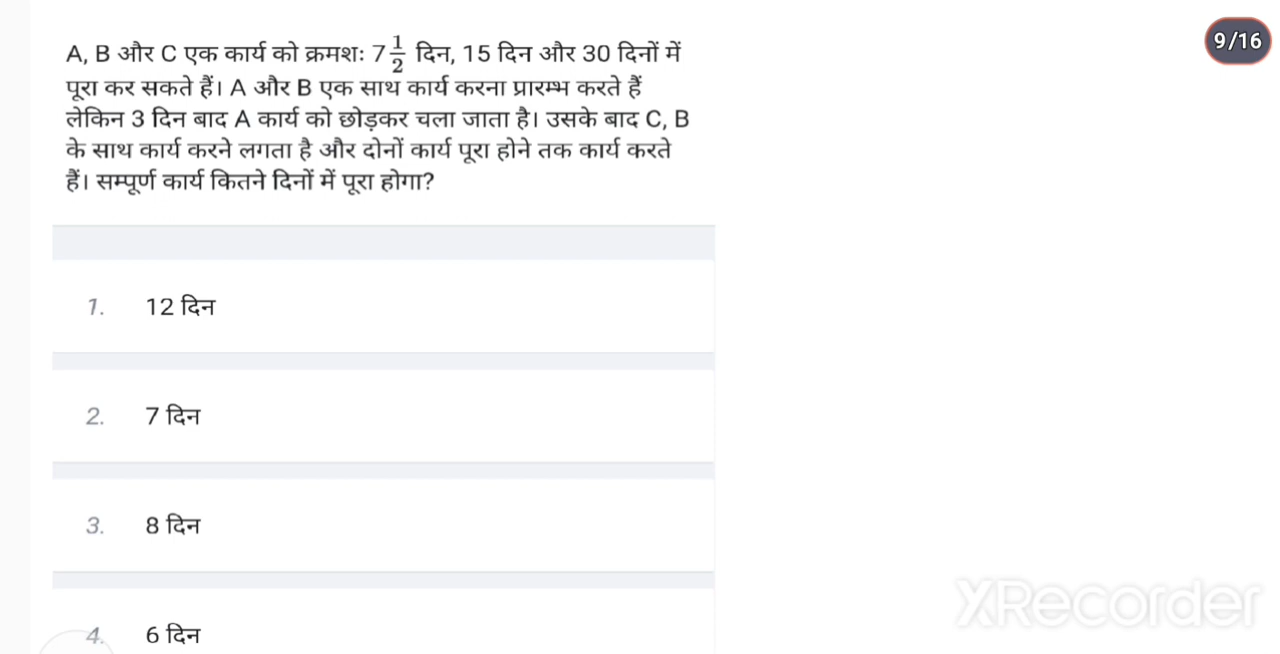 A, B और C एक कार्य को क्रमशः 7 1/2 दिन, 15 दिन और 30 दिनों में
पूरा कर सकते हैं। A और B एक साथ कार्य करना प्रारम्भ करते हैं
लेकिन 3 दिन बाद A कार्य को छोड़कर चला जाता है। उसके बाद C, B
के साथ कार्य करने लगता है और दोनों कार्य पूरा होने तक कार्य करते
हैं। सम्पूर्ण कार्य कितने दिनों में पूरा होगा?
9/16
1. 12 दिन
2. 7 दिन
3. 8 दिन
4. 6 दिन
XRecorder